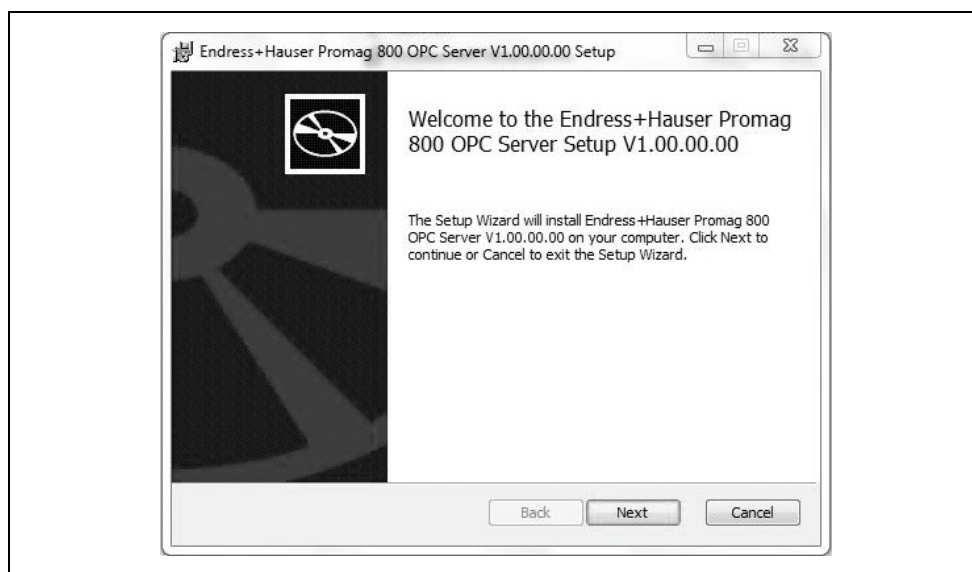 Endress+Hauser Promag 800 OPC Server V1.00.00.00 Setup
Welcome to the Endress+Hauser Promag
800 OPC Server Setup V1.00.00.00
The Setup Wizard will install Endress+Hauser Promag 800
OPC Server V1.00.00.00 on your computer. Click Next to
continue or Cancel to exit the Setup Wizard.
Back
Next
Cancel